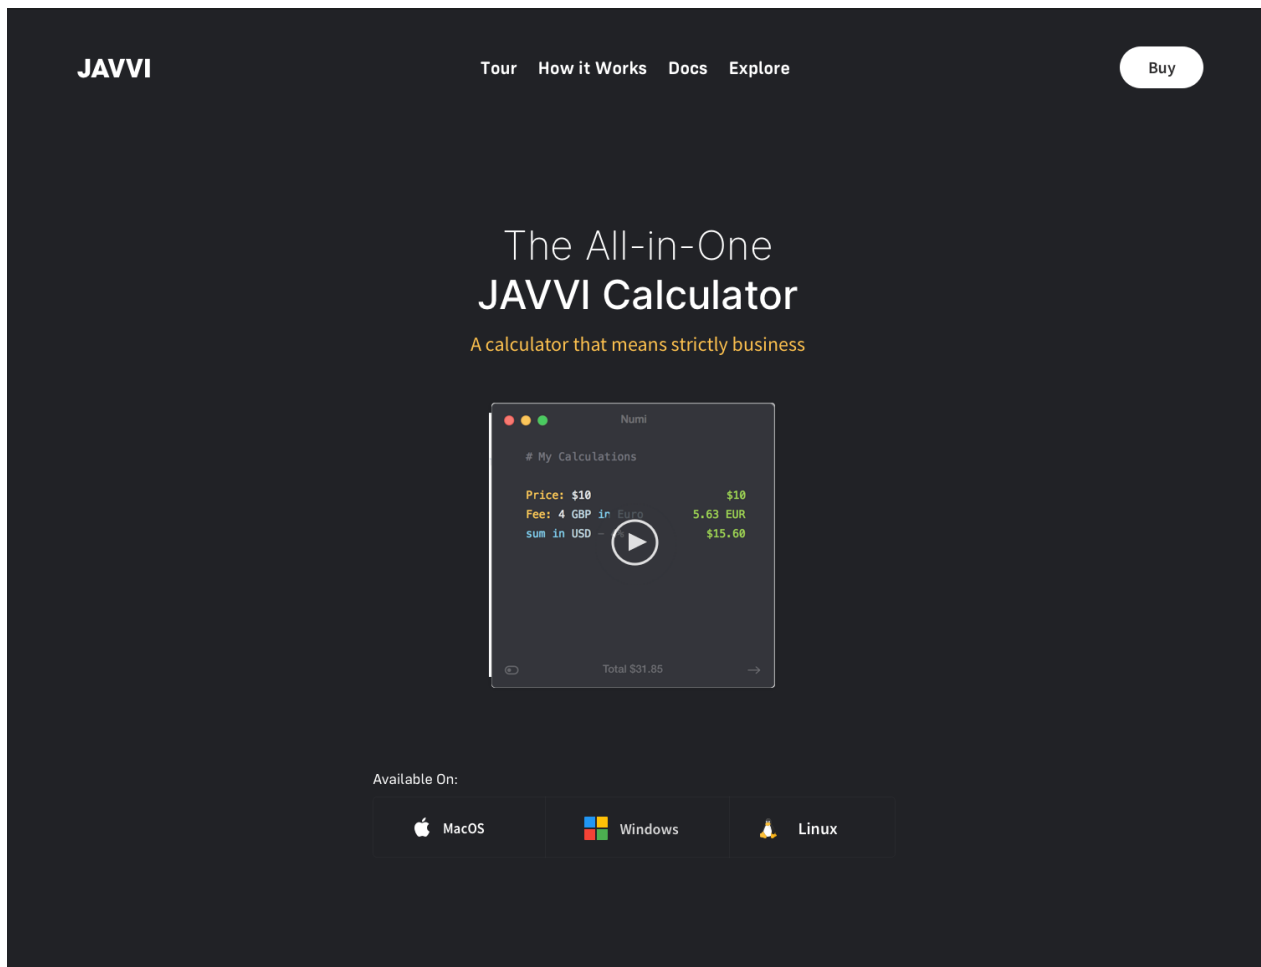 JAVVI
Tour How it Works Docs Explore
Buy
The All-in-One
JAVVI Calculator
A calculator that means strictly business
Numi
# My Calculations
Price: $10 $10
Fee: 4 GBP in Euro 5.63 EUR
sum in USD – % $15.60
Total $31.85
Available On:
MacOS Windows Linux